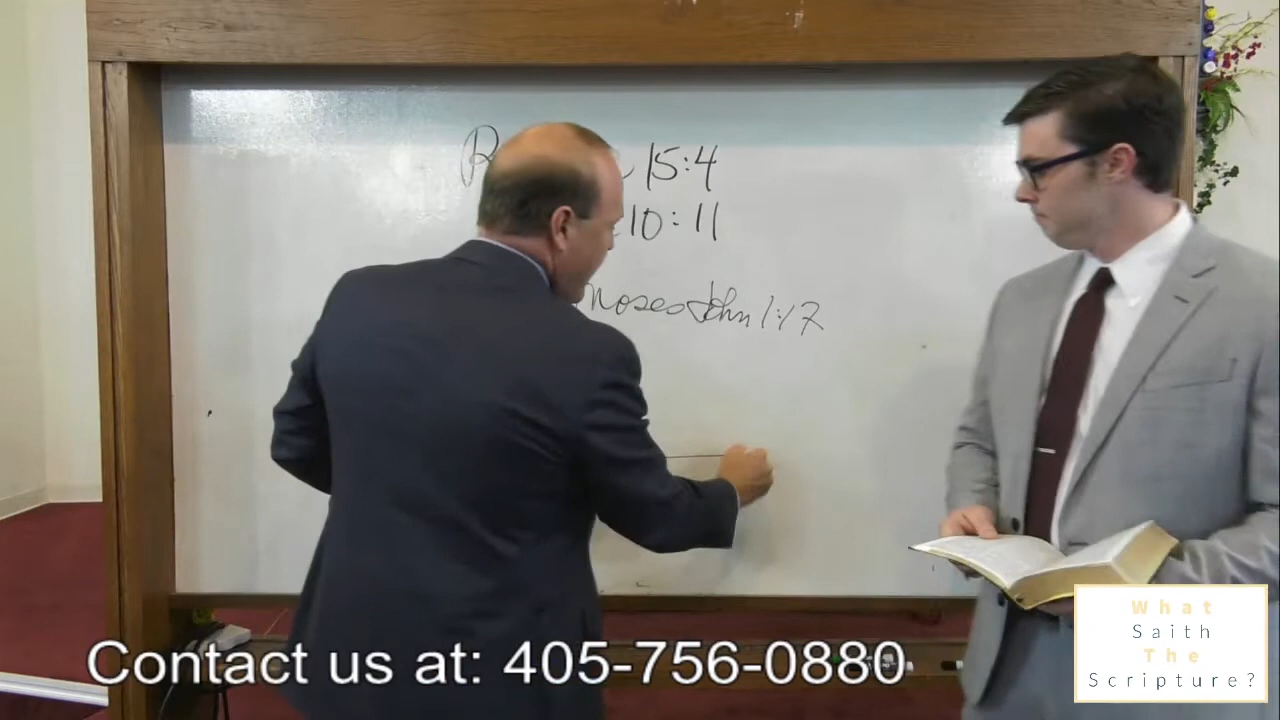 15:4
10:11
Moses John 1:17
Contact us at: 405-756-0880
What
Saith
The
Scripture?